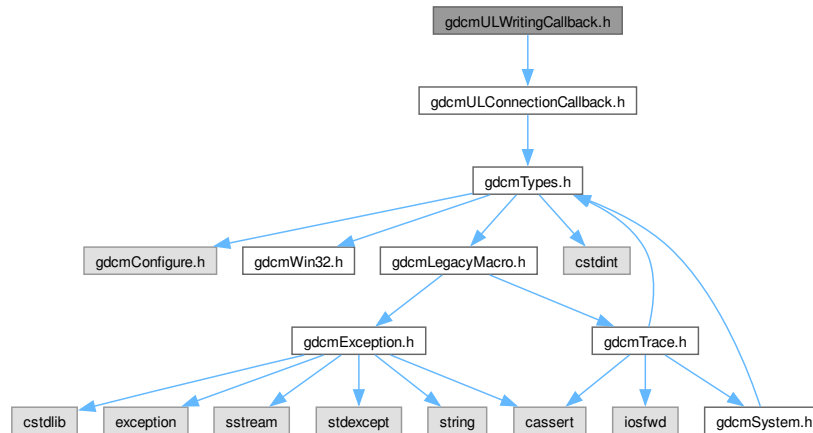 gdcmULWritingCallback.h
gdcmULConnectionCallback.h
gdcmTypes.h
gdcmConfigure.h
gdcmWin32.h
gdcmLegacyMacro.h
cstdint
gdcmException.h
gdcmTrace.h
cstdlib
exception
sstream
stdexcept
string
cassert
iosfwd
gdcmSystem.h